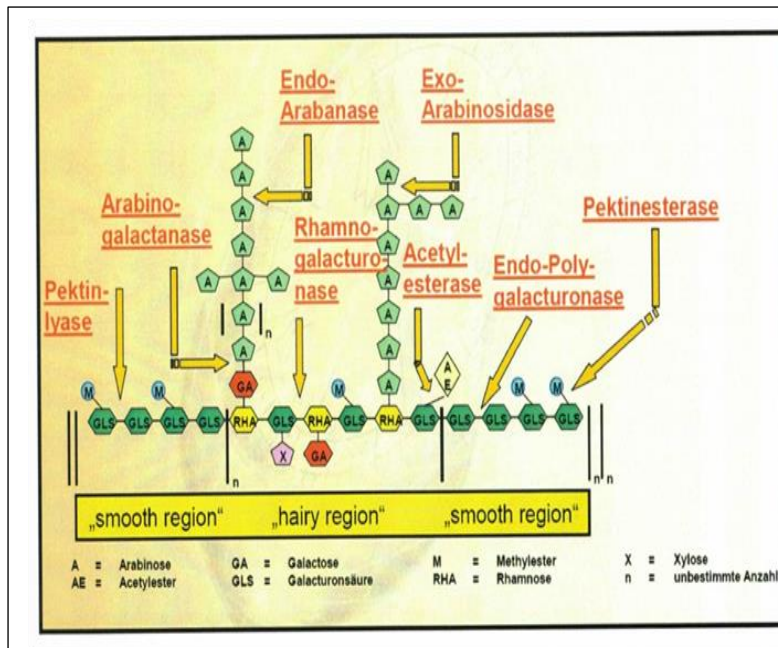 Endo-
Arabanase
Exo-
Arabinosidase
Arabino-
galactanase
Rhamno-
galacturo-
nase
Pektinesterase
Acetyl-
esterase
Endo-Poly-
galacturonase
Pektin-
lyase
A
A
A
A
A A A
A
A
GA
n
A
A A A
A
A
A
A
A
A
E
M M M M M
GLS GLS GLS GLS RHA GLS RHA GLS RHA GLS GLS GLS GLS GLS
X GA
n n n
„smooth region“ „hairy region“ „smooth region“
A = Arabinose GA = Galactose M = Methylester X = Xylose
AE = Acetylester GLS = Galacturonsäure RHA = Rhamnose n = unbestimmte Anzahl